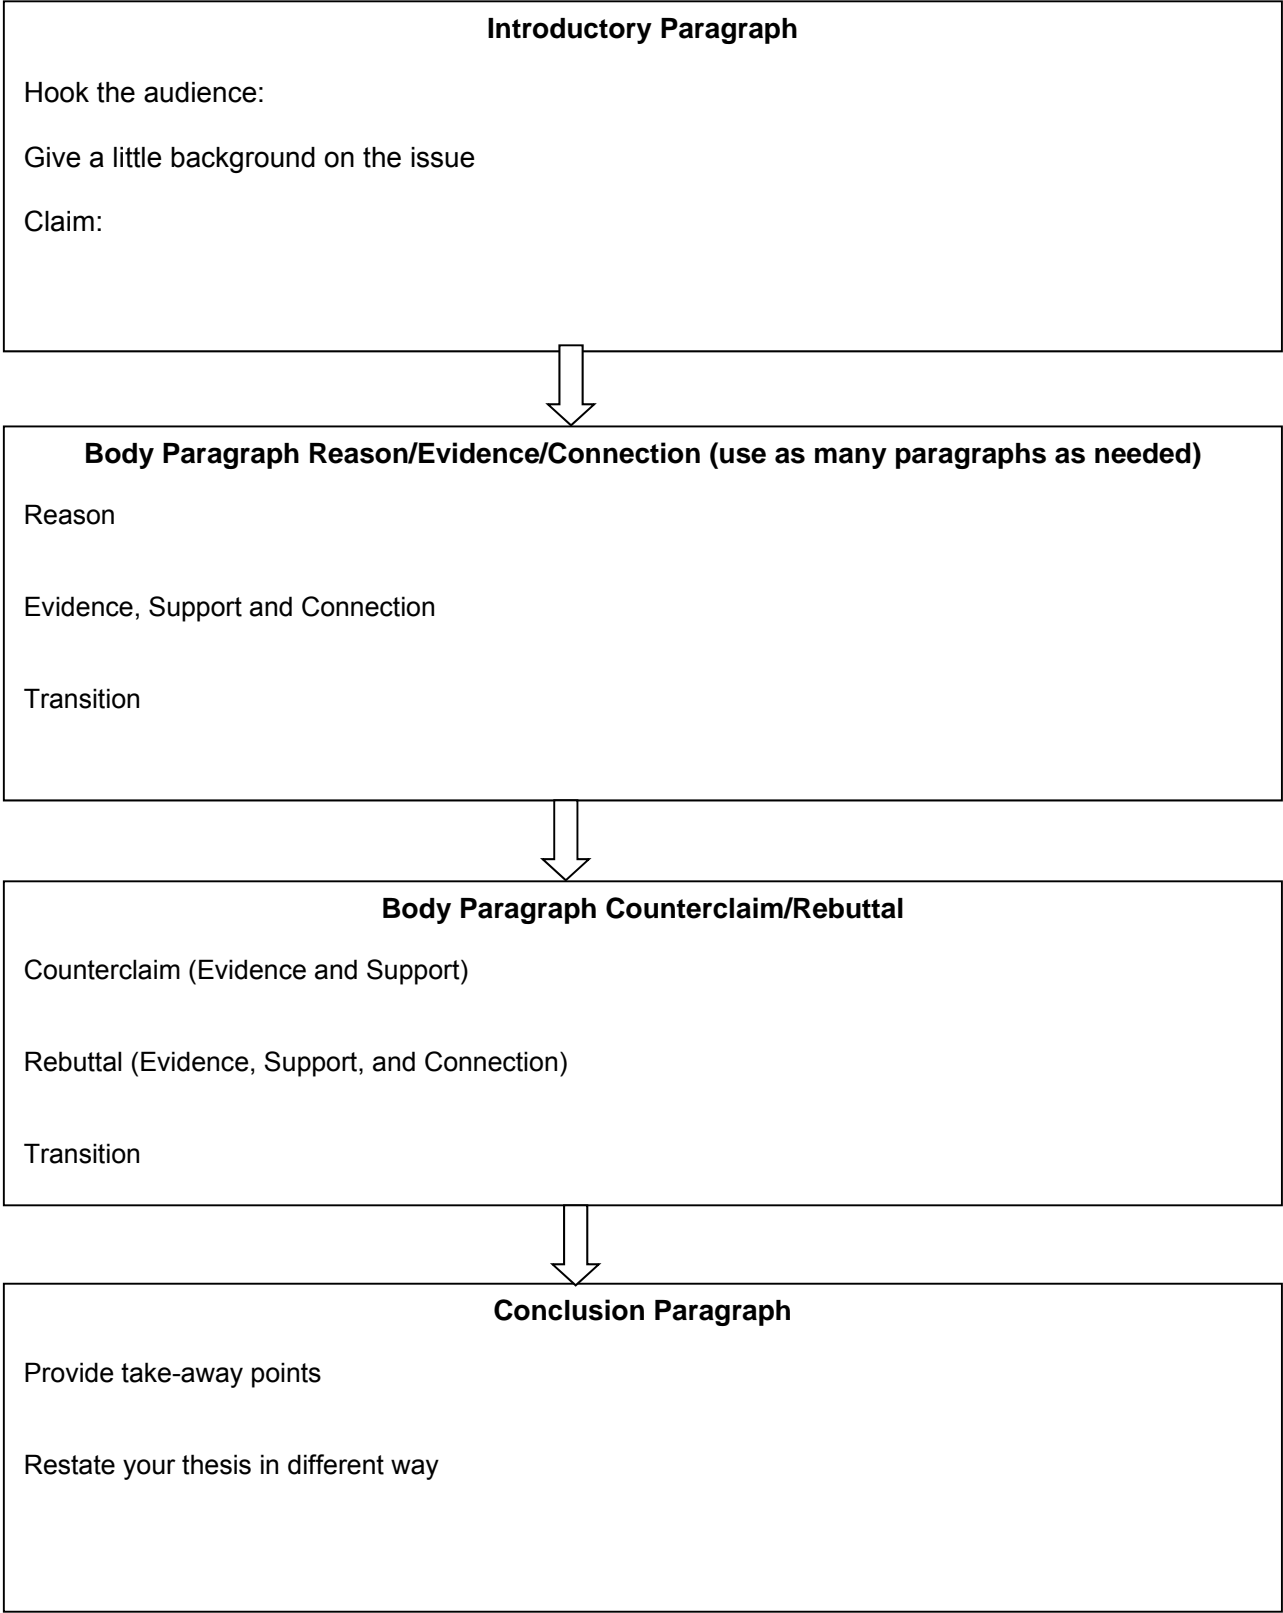 Introductory Paragraph
Hook the audience:
Give a little background on the issue
Claim:
Body Paragraph Reason/Evidence/Connection (use as many paragraphs as needed)
Reason
Evidence, Support and Connection
Transition
Body Paragraph Counterclaim/Rebuttal
Counterclaim (Evidence and Support)
Rebuttal (Evidence, Support, and Connection)
Transition
Conclusion Paragraph
Provide take-away points
Restate your thesis in different way